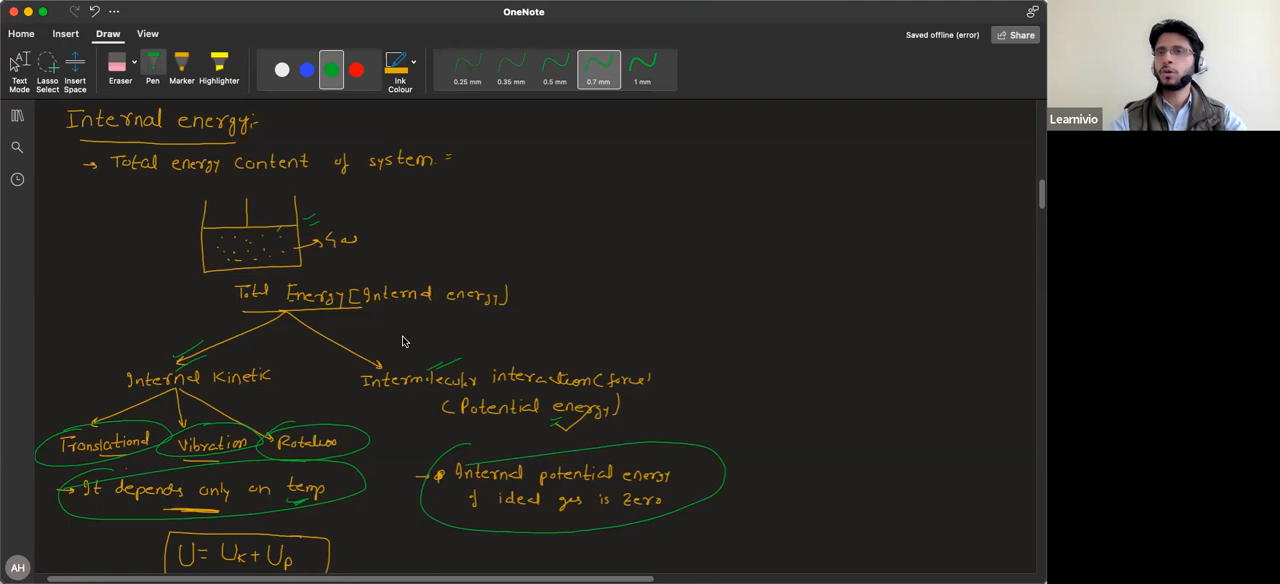 OneNote
Home Insert Draw View
Saved offline (error) Share
Text Mode
Lasso Select
Insert Space
Eraser
Pen
Marker
Highlighter
Ink Colour
0.25 mm
0.35 mm
0.5 mm
0.7 mm
1 mm
Learnivio
Internal energy:-
→ Total energy content of system =
→ Gas
Total Energy [Internal energy]
Internal Kinetic
Intermolecular interaction (force)
(Potential energy)
Translational Vibration Rotation
→ It depends only on temp
→ Internal potential energy
of ideal gas is zero
U = UK + UP
AH